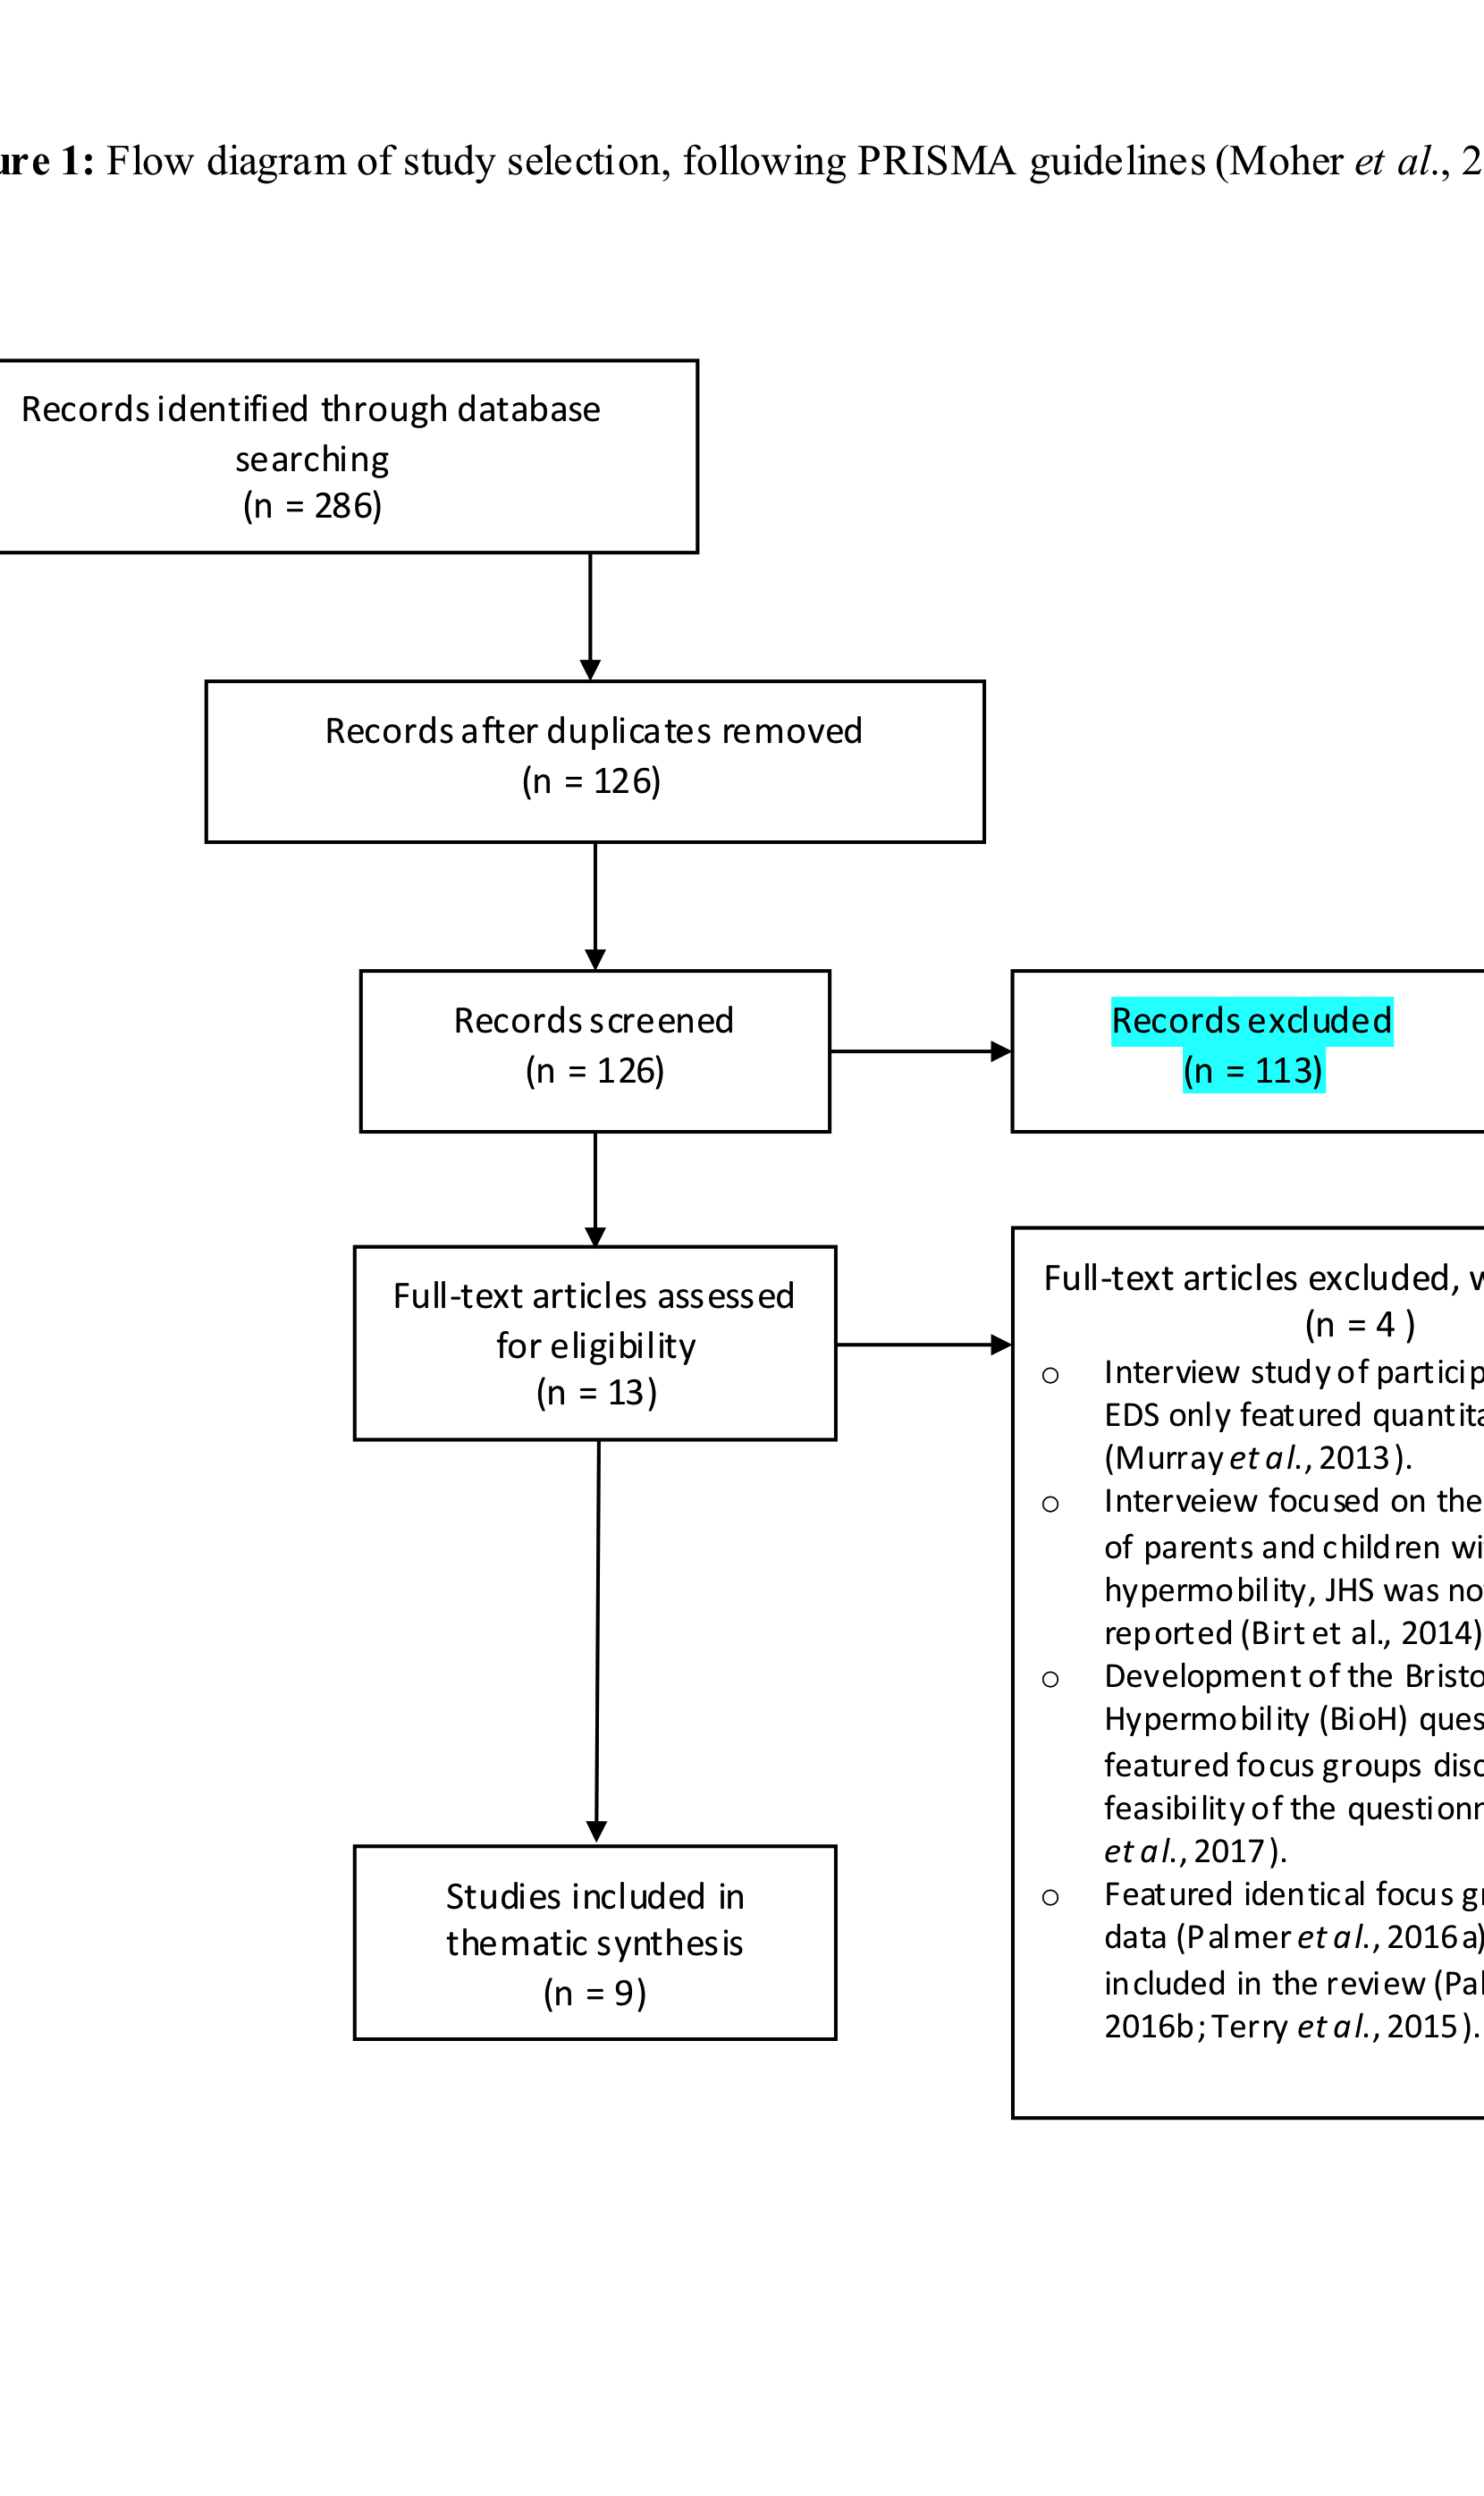 ure 1: Flow diagram of study selection, following PRISMA guidelines (Moher et al., 2
Records identified through database
searching
(n = 286)
Records after duplicates removed
(n = 126)
Records screened
(n = 126)
Records excluded
(n = 113)
Full-text articles assessed
for eligibility
(n = 13)
Full-text articles excluded, w
(n = 4 )
o Interview study of particip
EDS only featured quantita
(Murray et al., 2013).
o Interveiew focused on the
of parents and children wi
hypermobility, JHS was no
reported (Birt et al., 2014)
o Development of the Bristo
Hypermobility (BioH) ques
featured focus groups disc
feasibility of the questionn
et al., 2017).
o Featured identical focus gr
data (Palmer et al., 2016a)
included in the review (Pal
2016b; Terry et al., 2015).
Studies included in
thematic synthesis
(n = 9)